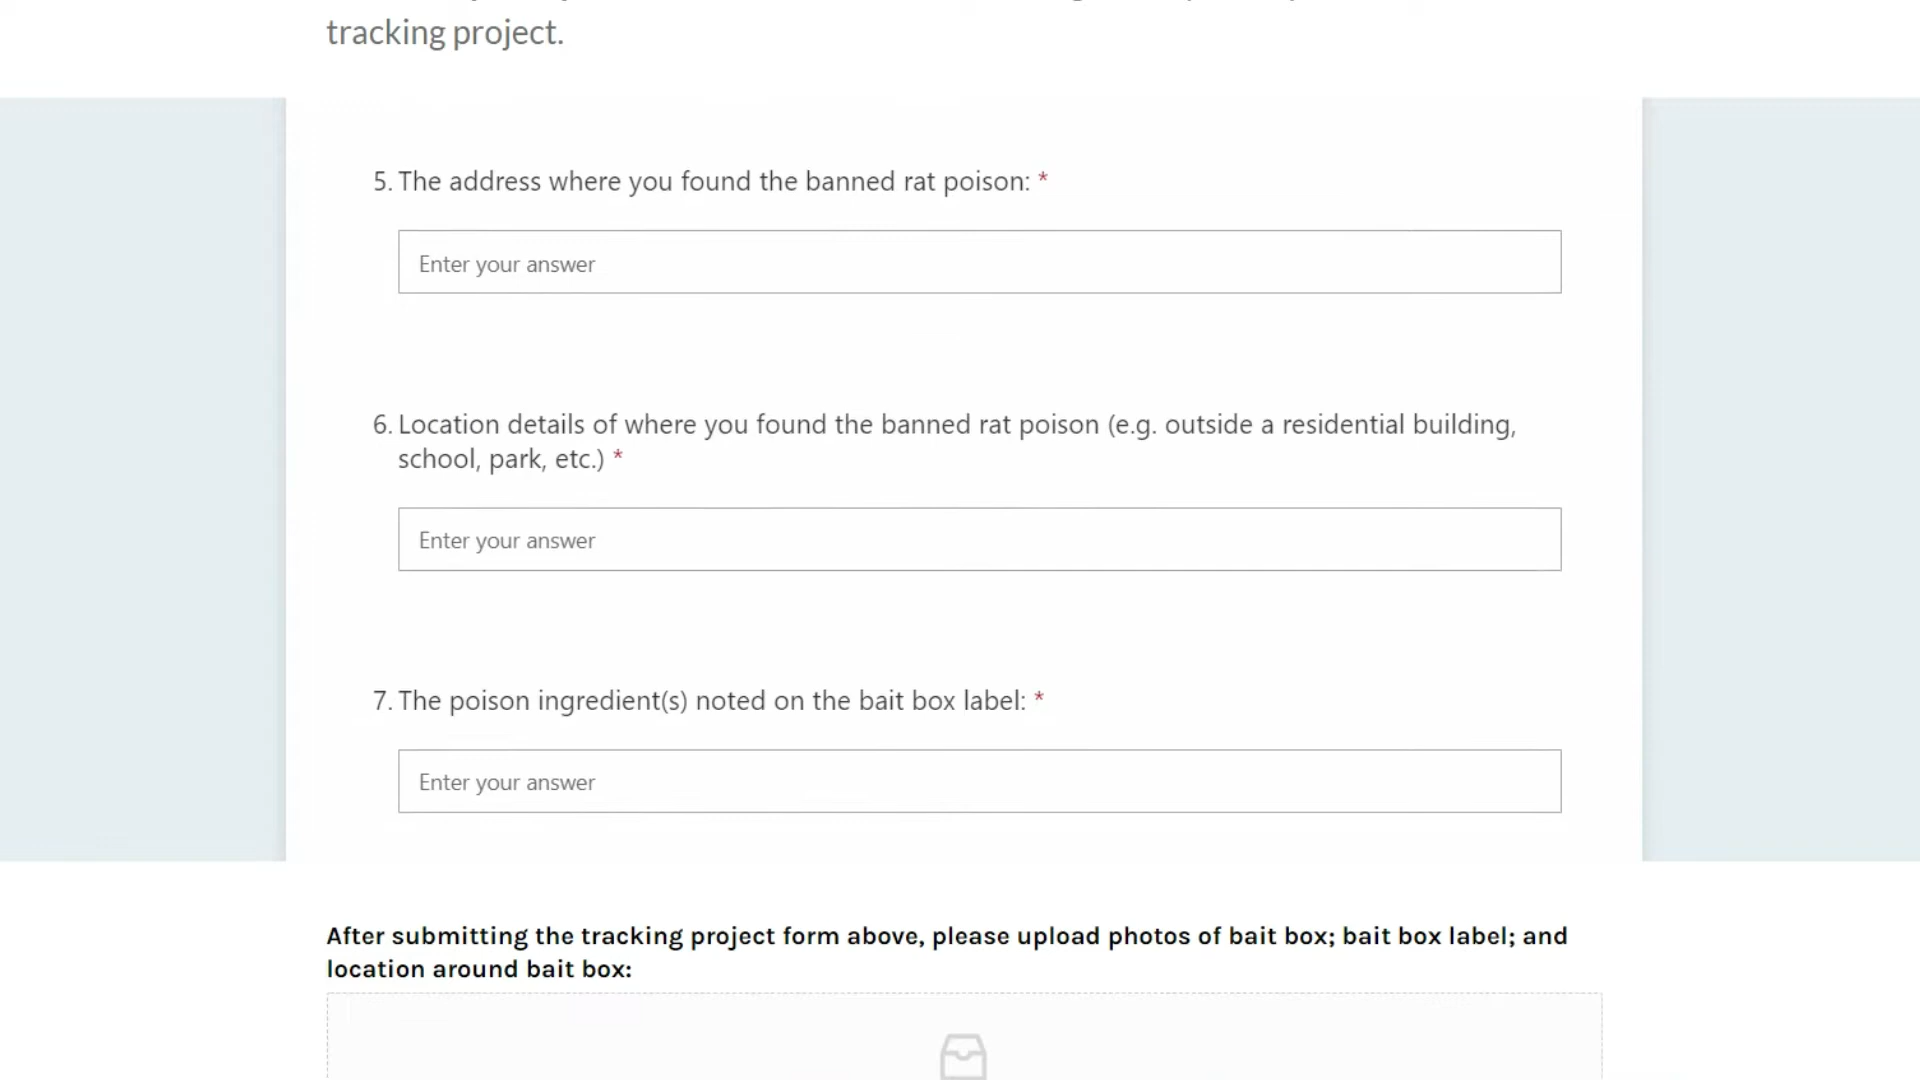 tracking project.
5. The address where you found the banned rat poison: *
Enter your answer
6. Location details of where you found the banned rat poison (e.g. outside a residential building,
school, park, etc.) *
Enter your answer
7. The poison ingredient(s) noted on the bait box label: *
Enter your answer
After submitting the tracking project form above, please upload photos of bait box; bait box label; and
location around bait box: